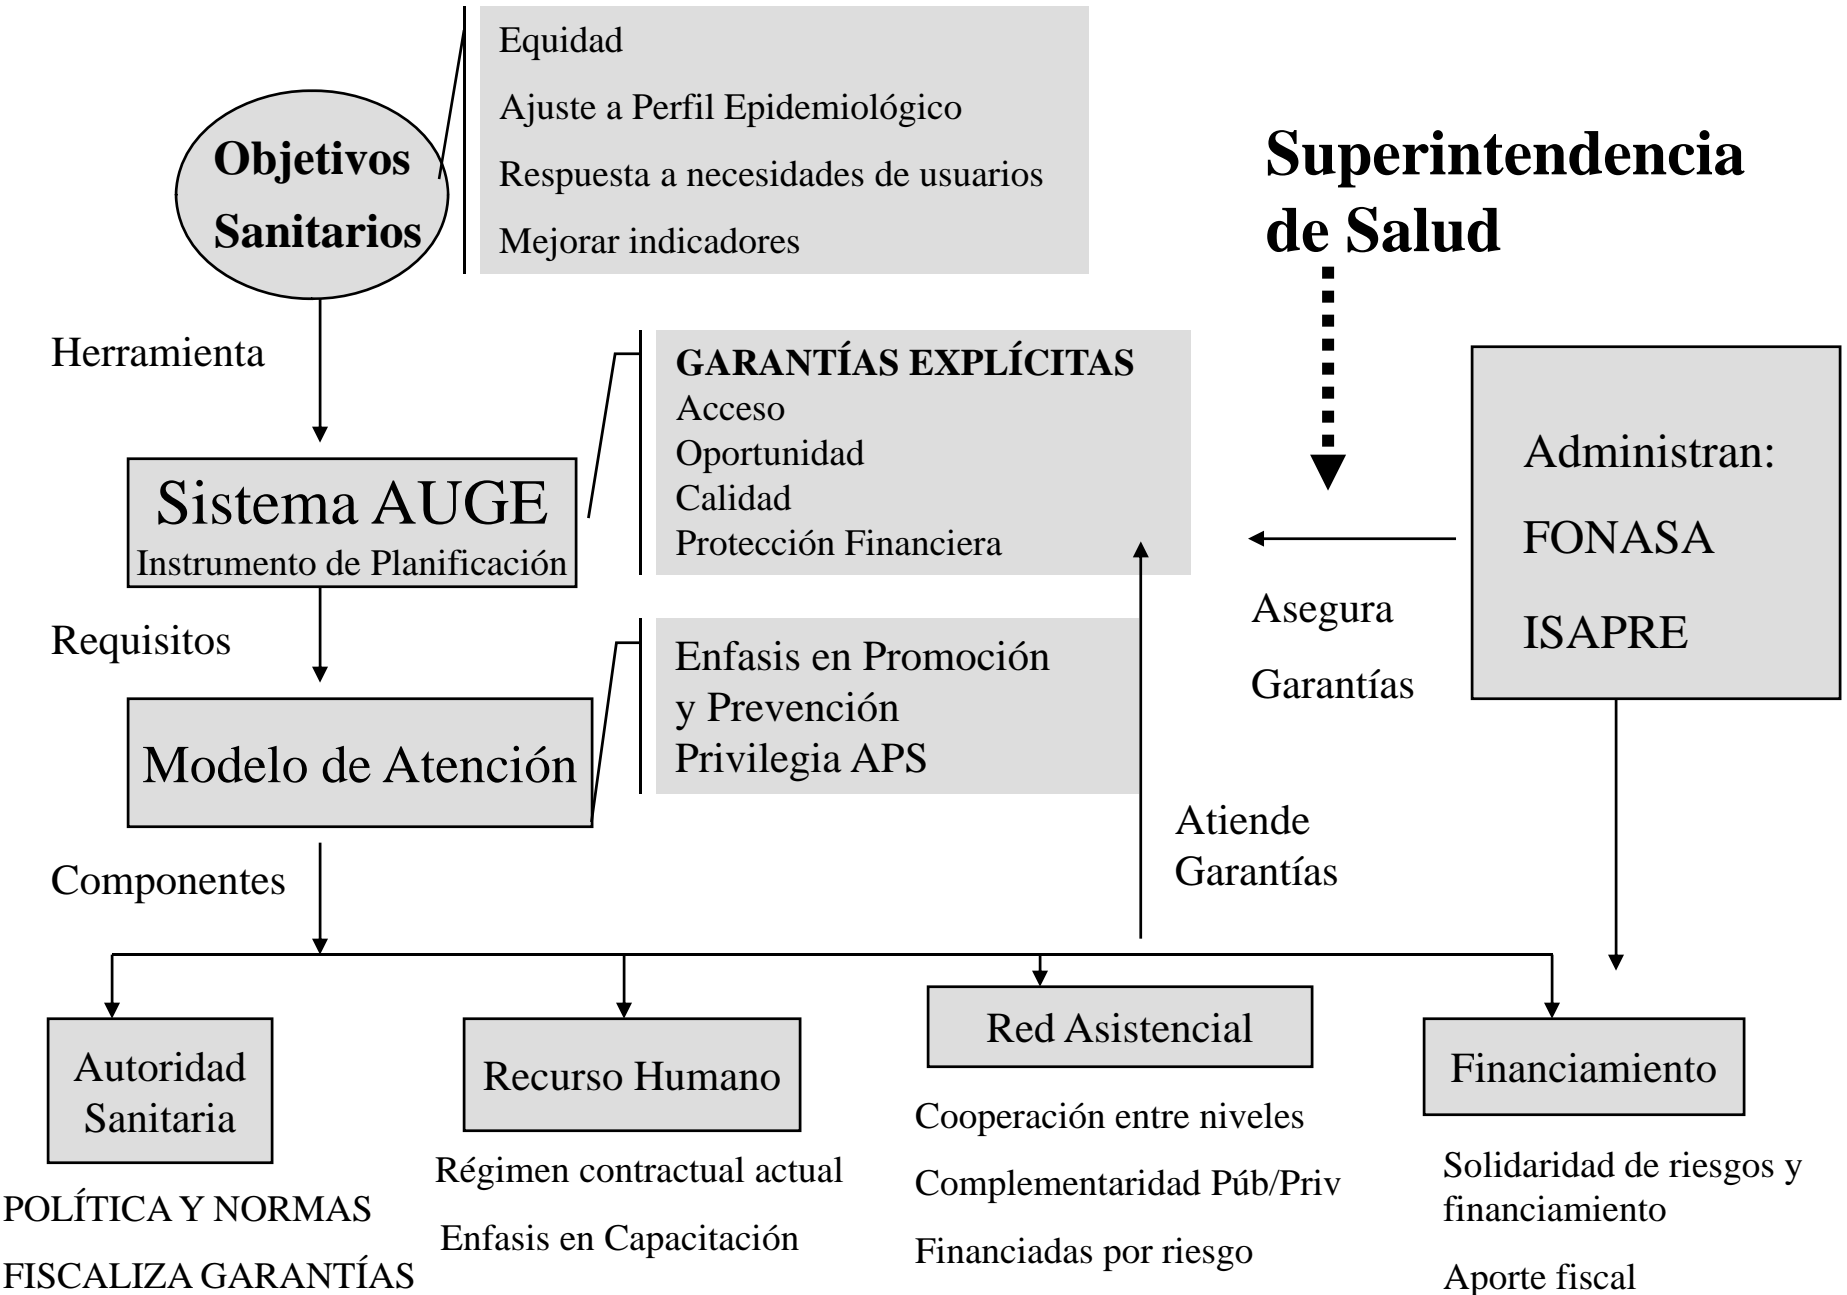 Equidad
Ajuste a Perfil Epidemiológico
Respuesta a necesidades de usuarios
Mejorar indicadores
Objetivos
Sanitarios
Superintendencia
de Salud
Herramienta
GARANTÍAS EXPLÍCITAS
Acceso
Oportunidad
Calidad
Protección Financiera
Sistema AUGE
Instrumento de Planificación
Administran:
FONASA
ISAPRE
Asegura
Garantías
Requisitos
Enfasis en Promoción
y Prevención
Privilegia APS
Modelo de Atención
Atiende
Garantías
Componentes
Autoridad
Sanitaria
POLÍTICA Y NORMAS
FISCALIZA GARANTÍAS
Recurso Humano
Régimen contractual actual
Enfasis en Capacitación
Red Asistencial
Cooperación entre niveles
Complementaridad Púb/Priv
Financiadas por riesgo
Financiamiento
Solidaridad de riesgos y
financiamiento
Aporte fiscal